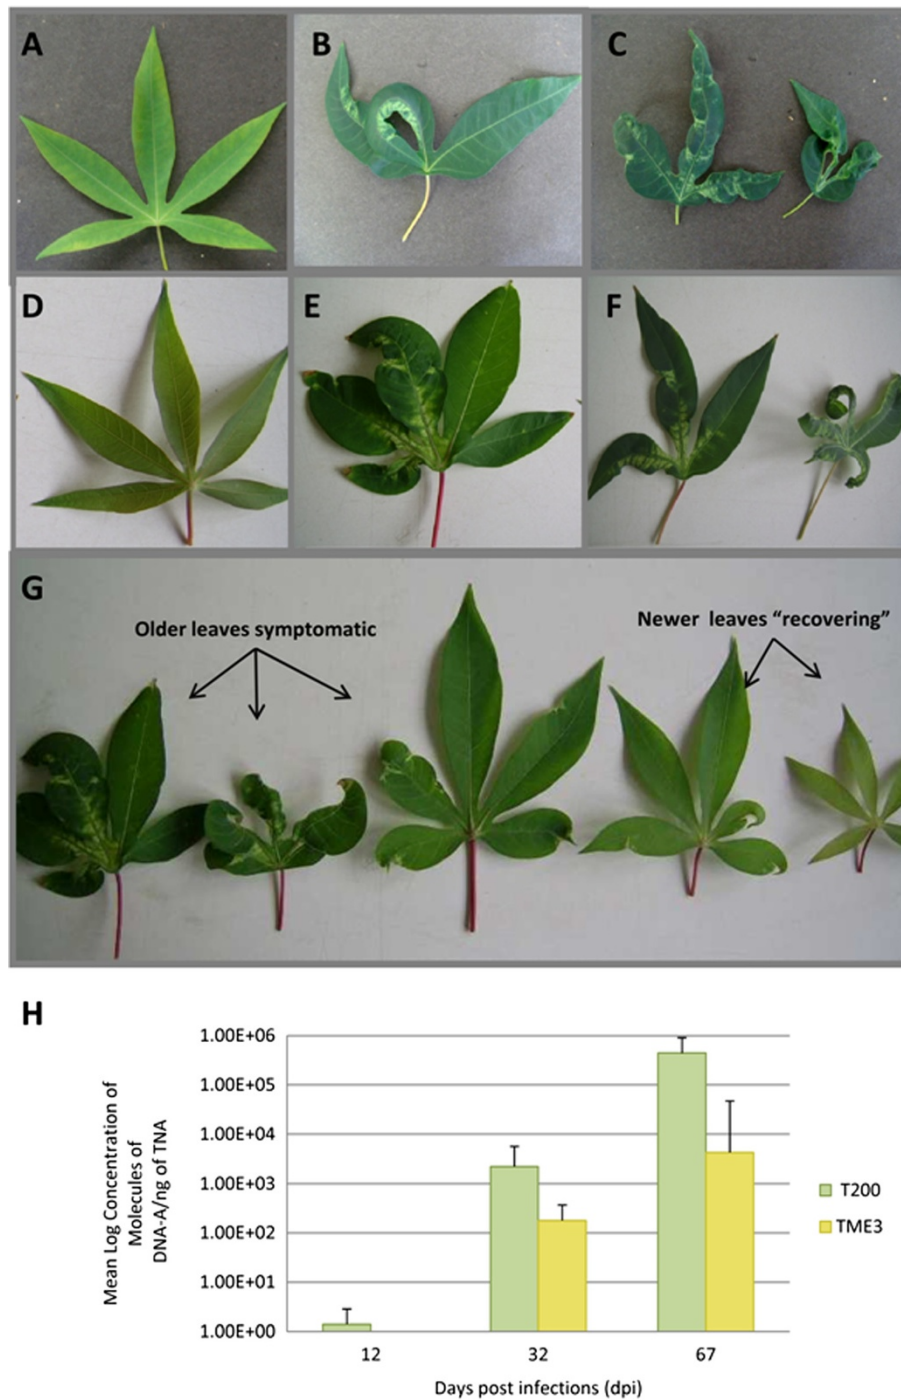 A
B
C
D
E
F
G
Older leaves symptomatic
Newer leaves "recovering"
H
Mean Log Concentration of
Molecules of
DNA-A/ng of TNA
1.00E+06
1.00E+05
1.00E+04
1.00E+03
1.00E+02
1.00E+01
1.00E+00
12
32
67
Days post infections (dpi)
T200
TME3